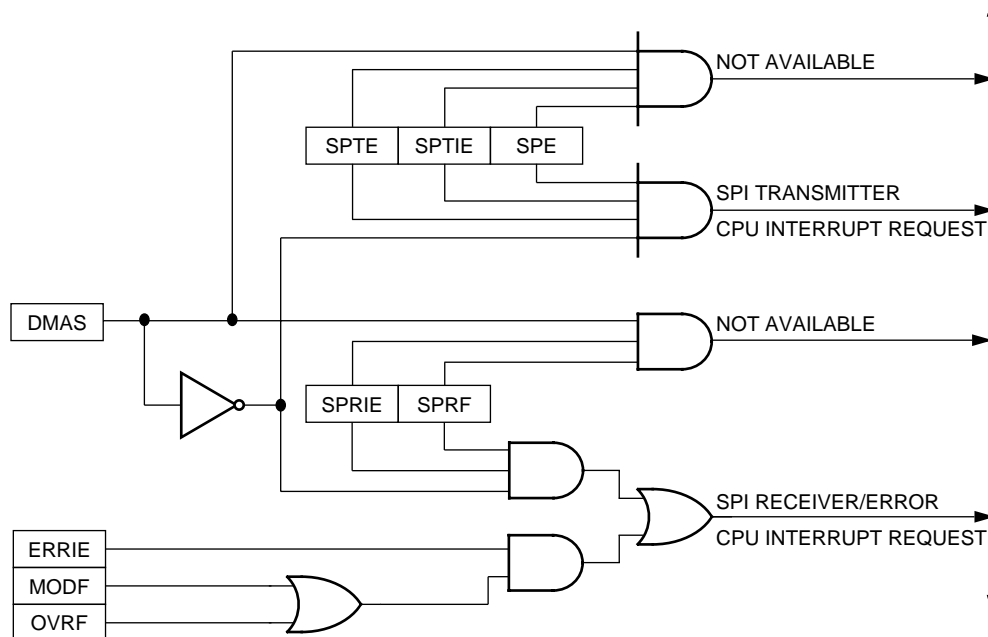 NOT AVAILABLE
SPTE SPTIE SPE
SPI TRANSMITTER
CPU INTERRUPT REQUEST
DMAS
NOT AVAILABLE
SPRIE SPRF
SPI RECEIVER/ERROR
CPU INTERRUPT REQUEST
ERRIE
MODF
OVRF